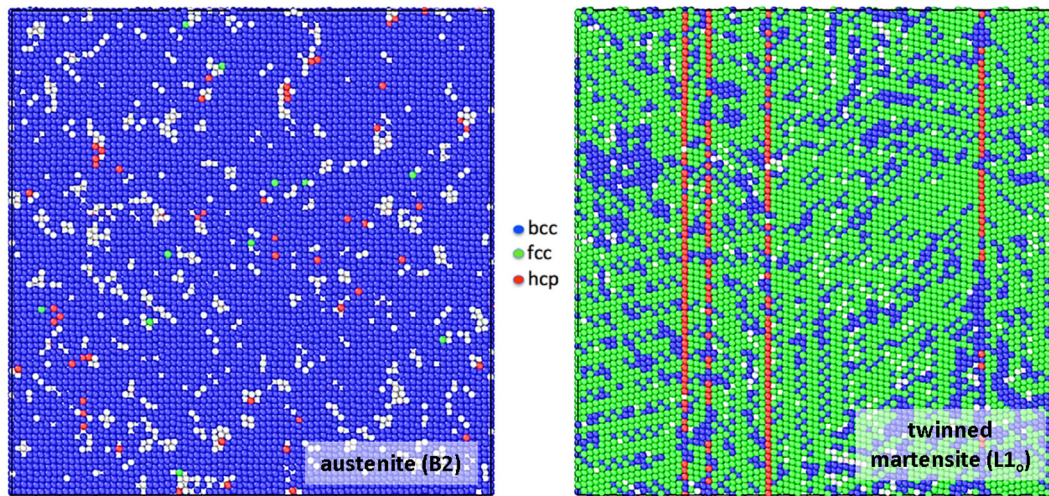 bcc
fcc
hcp
austenite (B2)
twinned
martensite (L1ₒ)